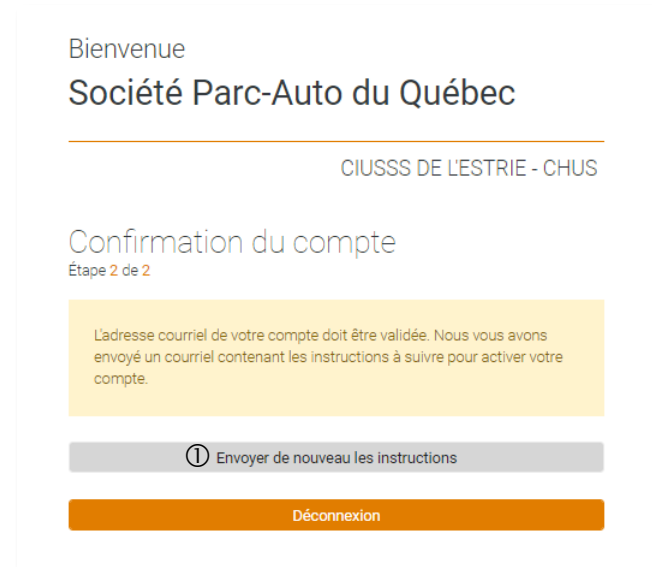 Bienvenue
Société Parc-Auto du Québec
CIUSSS DE L'ESTRIE - CHUS
Confirmation du compte
Étape 2 de 2
L'adresse courriel de votre compte doit être validée. Nous vous avons
envoyé un courriel contenant les instructions à suivre pour activer votre
compte.
① Envoyer de nouveau les instructions
Déconnexion